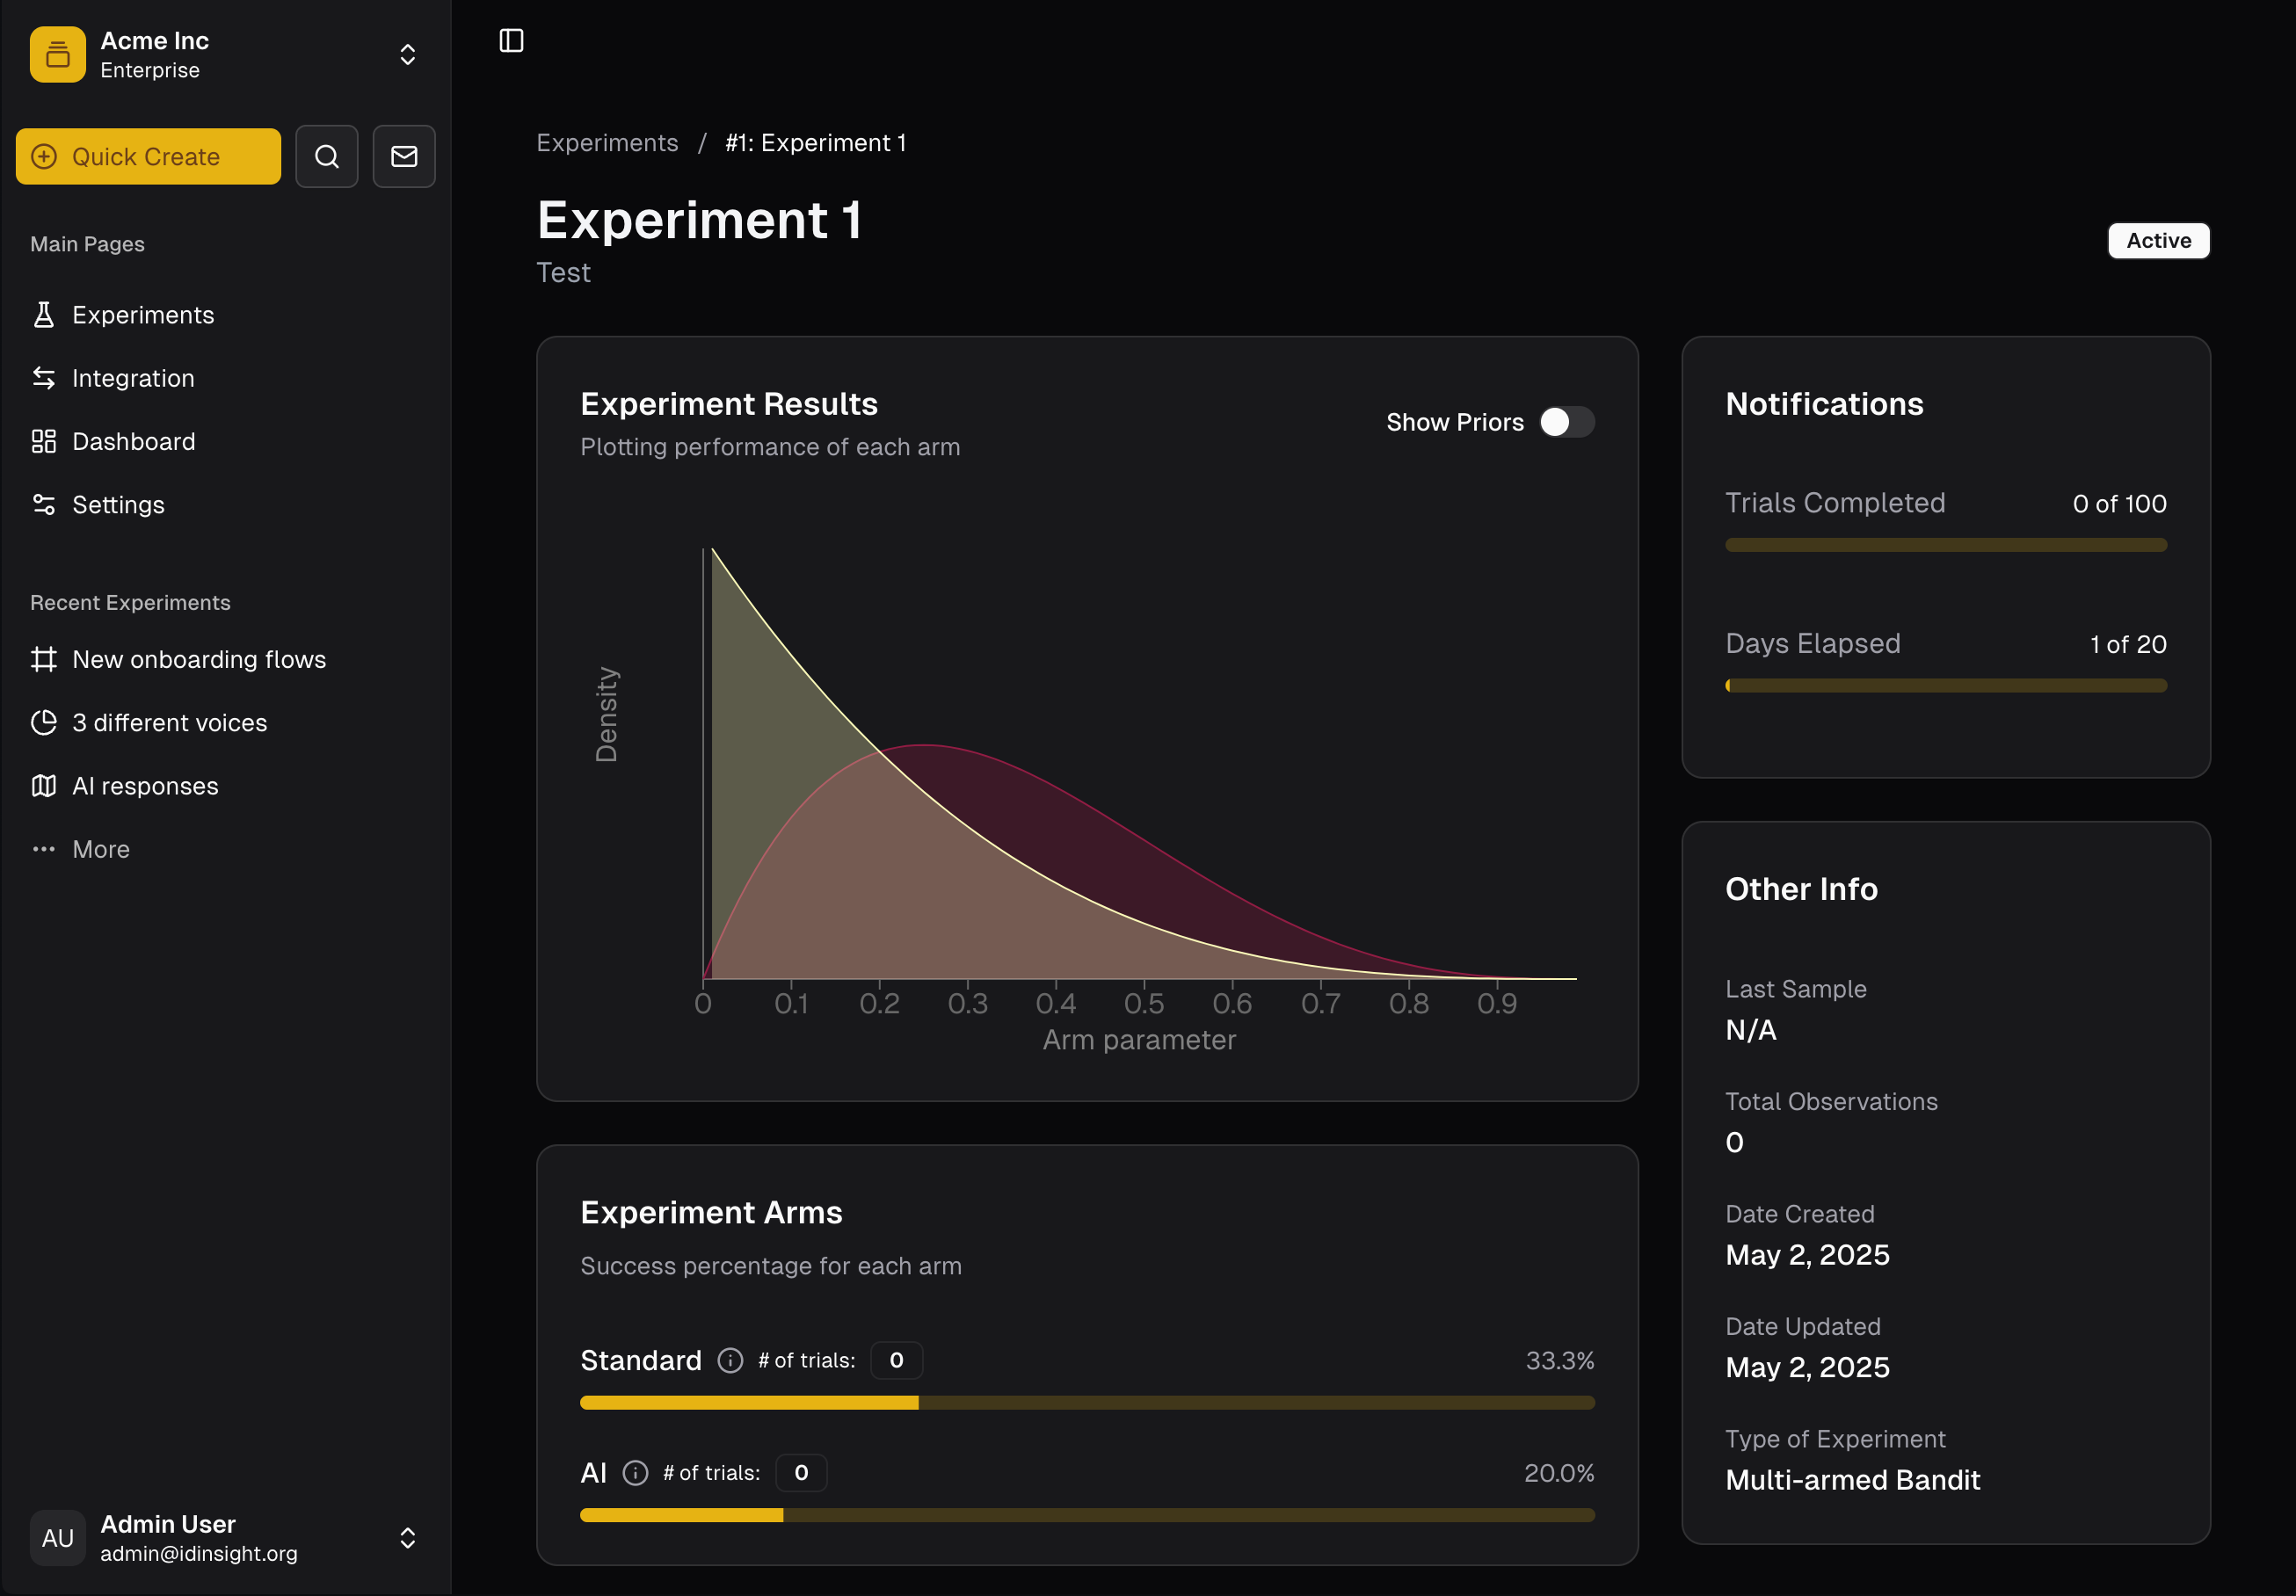 Acme Inc
Enterprise
Quick Create
Main Pages
Experiments
Integration
Dashboard
Settings
Recent Experiments
New onboarding flows
3 different voices
AI responses
More
AU
Admin User
admin@idinsight.org
Experiments / #1: Experiment 1
Experiment 1
Test
Active
Experiment Results
Plotting performance of each arm
Show Priors
Density
0 0.1 0.2 0.3 0.4 0.5 0.6 0.7 0.8 0.9
Arm parameter
Experiment Arms
Success percentage for each arm
Standard # of trials: 0 33.3%
AI # of trials: 0 20.0%
Notifications
Trials Completed 0 of 100
Days Elapsed 1 of 20
Other Info
Last Sample
N/A
Total Observations
0
Date Created
May 2, 2025
Date Updated
May 2, 2025
Type of Experiment
Multi-armed Bandit